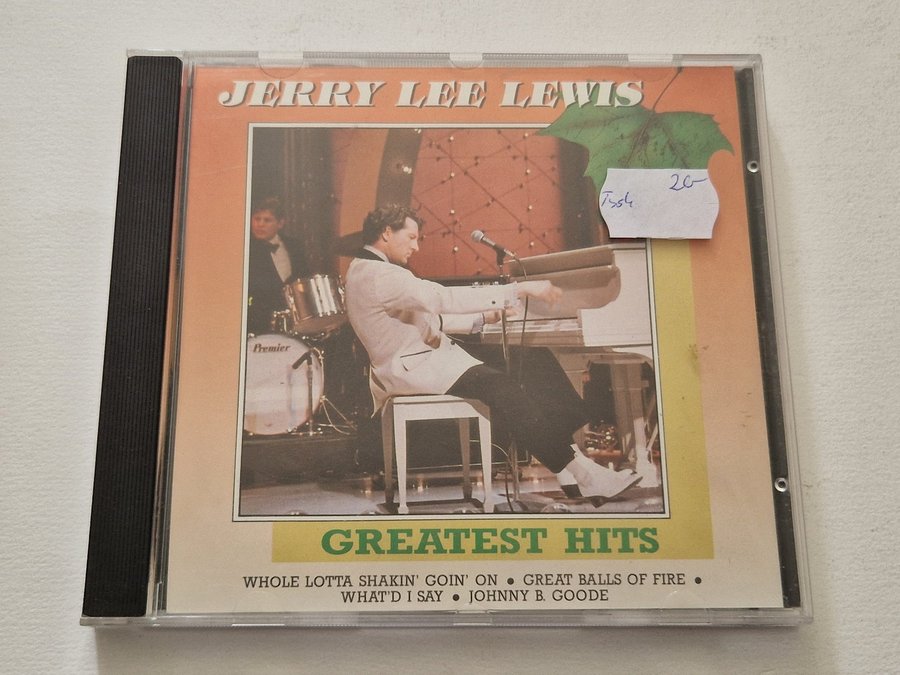 JERRY LEE LEWIS
20-
Premier
GREATEST HITS
WHOLE LOTTA SHAKIN' GOIN' ON • GREAT BALLS OF FIRE •
WHAT'D I SAY • JOHNNY B. GOODE